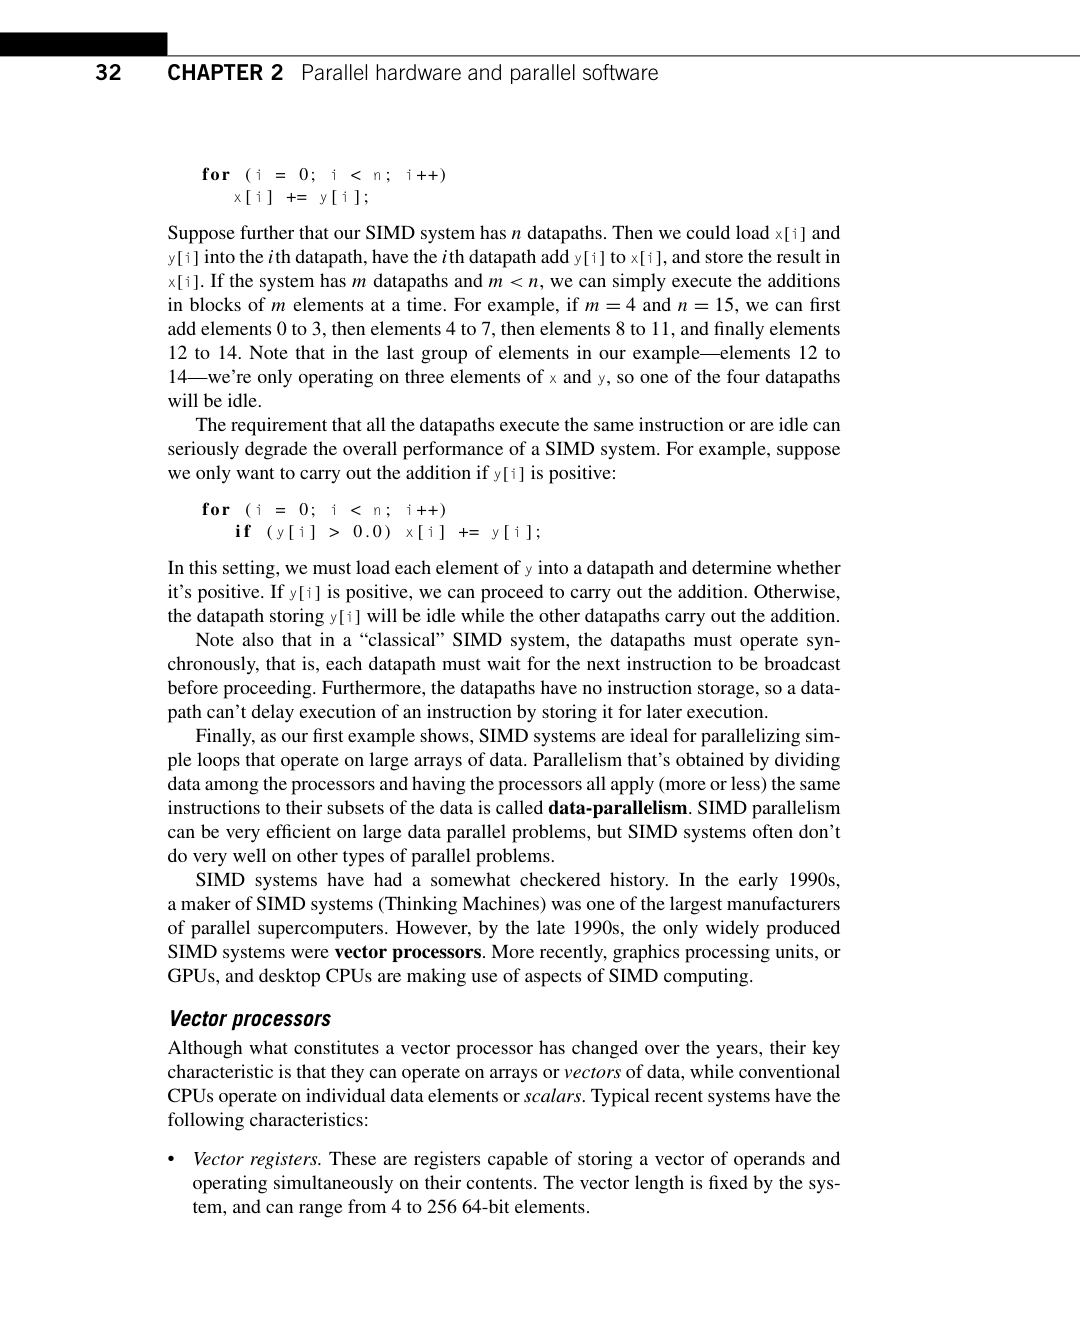 32 CHAPTER 2 Parallel hardware and parallel software
for (i = 0; i < n; i++)
x[i] += y[i];
Suppose further that our SIMD system has n datapaths. Then we could load x[i] and
y[i] into the ith datapath, have the ith datapath add y[i] to x[i], and store the result in
x[i]. If the system has m datapaths and m < n, we can simply execute the additions
in blocks of m elements at a time. For example, if m = 4 and n = 15, we can first
add elements 0 to 3, then elements 4 to 7, then elements 8 to 11, and finally elements
12 to 14. Note that in the last group of elements in our example—elements 12 to
14—we’re only operating on three elements of x and y, so one of the four datapaths
will be idle.
The requirement that all the datapaths execute the same instruction or are idle can
seriously degrade the overall performance of a SIMD system. For example, suppose
we only want to carry out the addition if y[i] is positive:
for (i = 0; i < n; i++)
if (y[i] > 0.0) x[i] += y[i];
In this setting, we must load each element of y into a datapath and determine whether
it’s positive. If y[i] is positive, we can proceed to carry out the addition. Otherwise,
the datapath storing y[i] will be idle while the other datapaths carry out the addition.
Note also that in a “classical” SIMD system, the datapaths must operate syn-
chronously, that is, each datapath must wait for the next instruction to be broadcast
before proceeding. Furthermore, the datapaths have no instruction storage, so a data-
path can’t delay execution of an instruction by storing it for later execution.
Finally, as our first example shows, SIMD systems are ideal for parallelizing sim-
ple loops that operate on large arrays of data. Parallelism that’s obtained by dividing
data among the processors and having the processors all apply (more or less) the same
instructions to their subsets of the data is called data-parallelism. SIMD parallelism
can be very efficient on large data parallel problems, but SIMD systems often don’t
do very well on other types of parallel problems.
SIMD systems have had a somewhat checkered history. In the early 1990s,
a maker of SIMD systems (Thinking Machines) was one of the largest manufacturers
of parallel supercomputers. However, by the late 1990s, the only widely produced
SIMD systems were vector processors. More recently, graphics processing units, or
GPUs, and desktop CPUs are making use of aspects of SIMD computing.
Vector processors
Although what constitutes a vector processor has changed over the years, their key
characteristic is that they can operate on arrays or vectors of data, while conventional
CPUs operate on individual data elements or scalars. Typical recent systems have the
following characteristics:
• Vector registers. These are registers capable of storing a vector of operands and
operating simultaneously on their contents. The vector length is fixed by the sys-
tem, and can range from 4 to 256 64-bit elements.